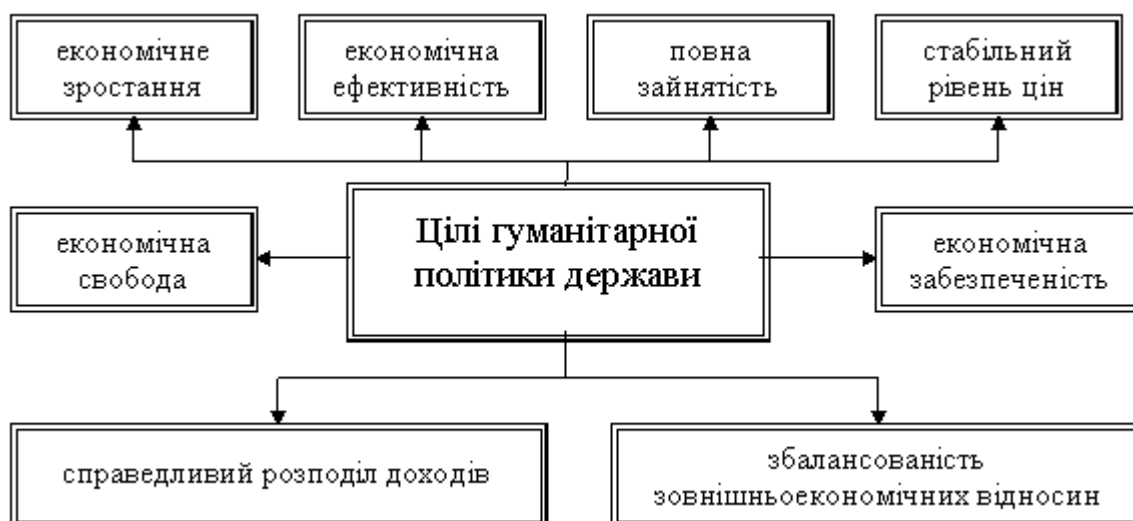 економічне
зростання
економічна
ефективність
повна
зайнятість
стабільний
рівень цін
Цілі гуманітарної
політики держави
економічна
свобода
економічна
забезпеченість
справедливий розподіл доходів
збалансованість
зовнішньоекономічних відносин